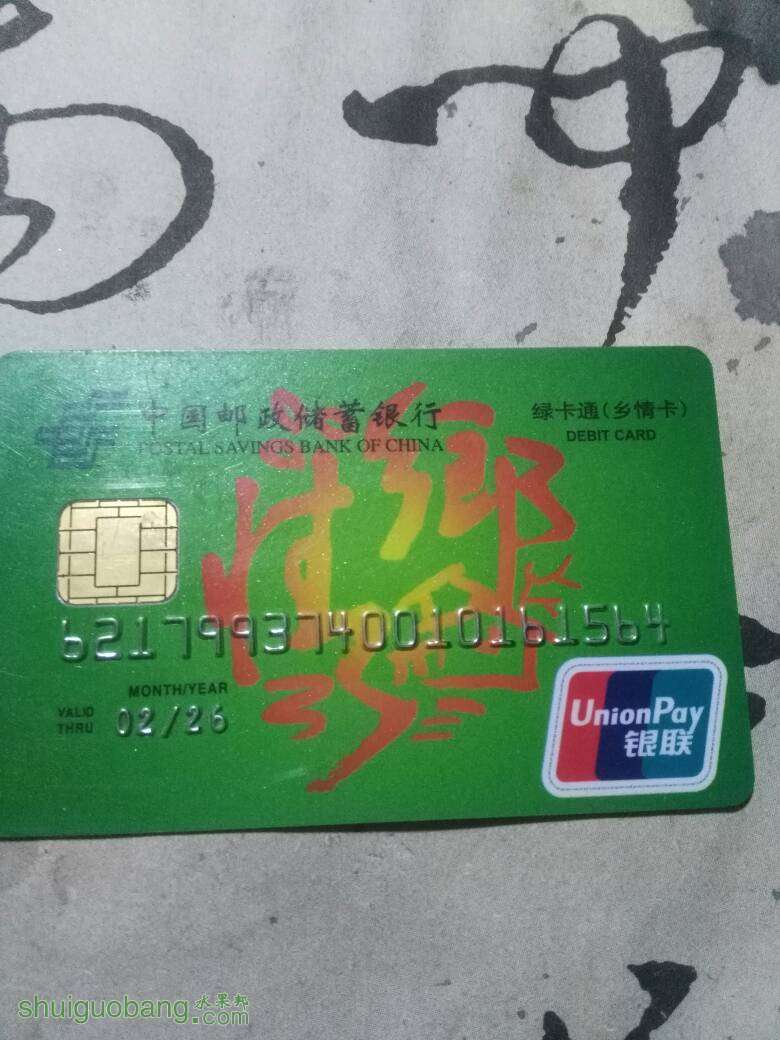 中国邮政储蓄银行
POSTAL SAVINGS BANK OF CHINA
绿卡通(乡情卡)
DEBIT CARD
6217993740010161564
MONTH/YEAR
VALID THRU 02/26
UnionPay
银联
shuiguobang.com 水果邦